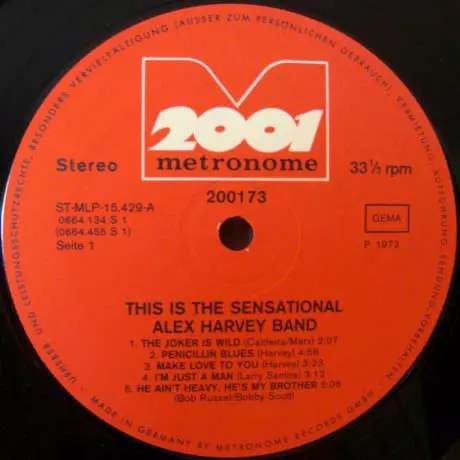 URHEBER UND LEISTUNGSSCHUTZRECHTE, BESONDERS VERVIELFÄLTIGUNG (AUSSER ZUM PERSÖNLICHEN GEBRAUCH), VERMIETUNG, AUFFÜHRUNG, SENDUNG VORBEHALTEN
2001
metronome
Stereo
33⅓ rpm
200173
ST-MLP-15.429-A
0664.134 S 1
(0664.455 S 1)
Seite 1
GEMA
P 1973
THIS IS THE SENSATIONAL
ALEX HARVEY BAND
1. THE JOKER IS WILD (Caldeira/Marx) 2:07
2. PENICILLIN BLUES (Harvey) 4:56
3. MAKE LOVE TO YOU (Harvey) 3:23
4. I'M JUST A MAN (Larry Santos) 3:12
5. HE AIN'T HEAVY, HE'S MY BROTHER 5:08
(Bob Russel/Bobby Scott)
MADE IN GERMANY BY METRONOME RECORDS GMBH